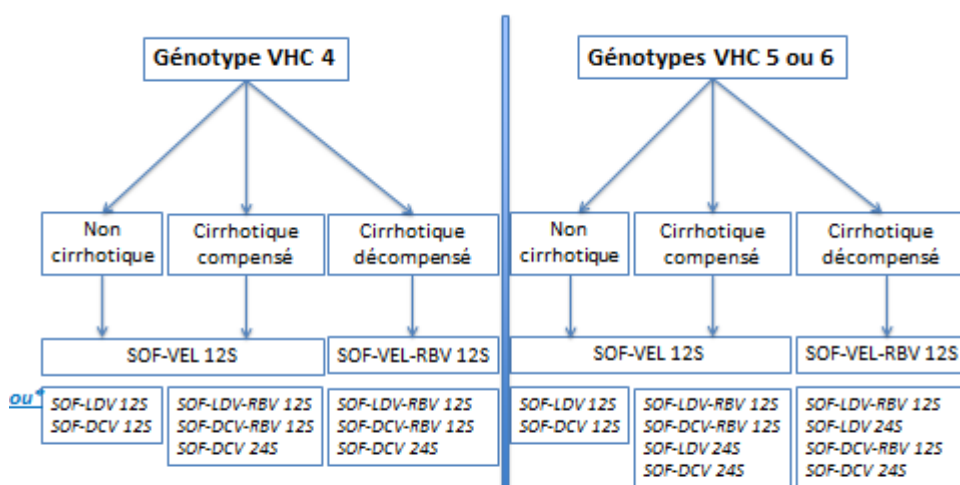 Génotype VHC 4
Non
cirrhotique
Cirrhotique
compensé
Cirrhotique
décompensé
SOF-VEL 12S
SOF-VEL-RBV 12S
ou*
SOF-LDV 12S
SOF-DCV 12S
SOF-LDV-RBV 12S
SOF-DCV-RBV 12S
SOF-DCV 24S
SOF-LDV-RBV 12S
SOF-DCV-RBV 12S
SOF-DCV 24S
Génotypes VHC 5 ou 6
Non
cirrhotique
Cirrhotique
compensé
Cirrhotique
décompensé
SOF-VEL 12S
SOF-VEL-RBV 12S
SOF-LDV 12S
SOF-DCV 12S
SOF-LDV-RBV 12S
SOF-DCV-RBV 12S
SOF-LDV 24S
SOF-DCV 24S
SOF-LDV-RBV 12S
SOF-LDV 24S
SOF-DCV-RBV 12S
SOF-DCV 24S